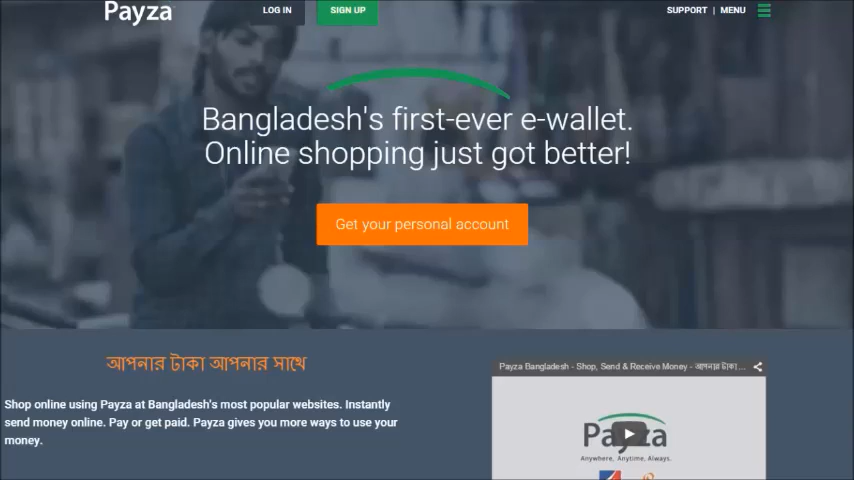 Payza
LOG IN
SIGN UP
SUPPORT | MENU
Bangladesh's first-ever e-wallet.
Online shopping just got better!
Get your personal account
আপনার টাকা আপনার সাথে
Shop online using Payza at Bangladesh's most popular websites. Instantly
send money online. Pay or get paid. Payza gives you more ways to use your
money.
Payza Bangladesh - Shop, Send & Receive Money - আপনার টাকা...
Payza
Anywhere, Anytime, Always.